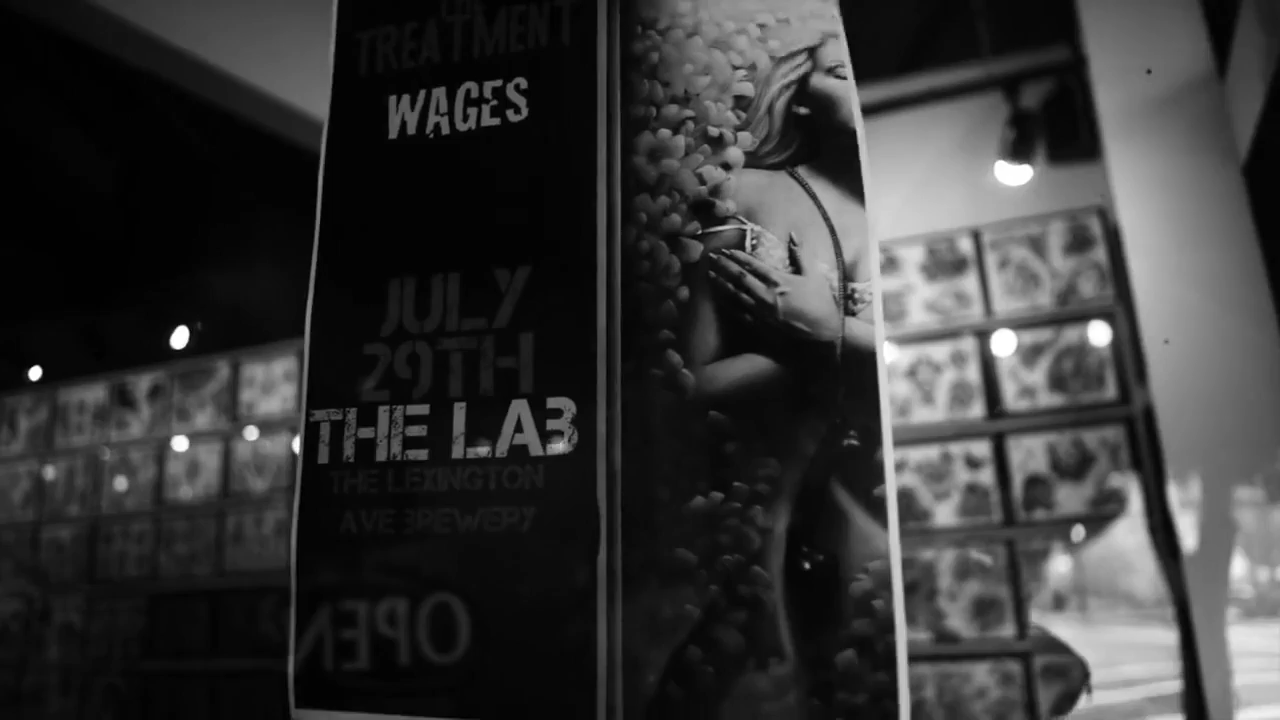 TREATMENT
WAGES
JULY
29TH
THE LAB
THE LEXINGTON
AVE BREWERY
OPEN